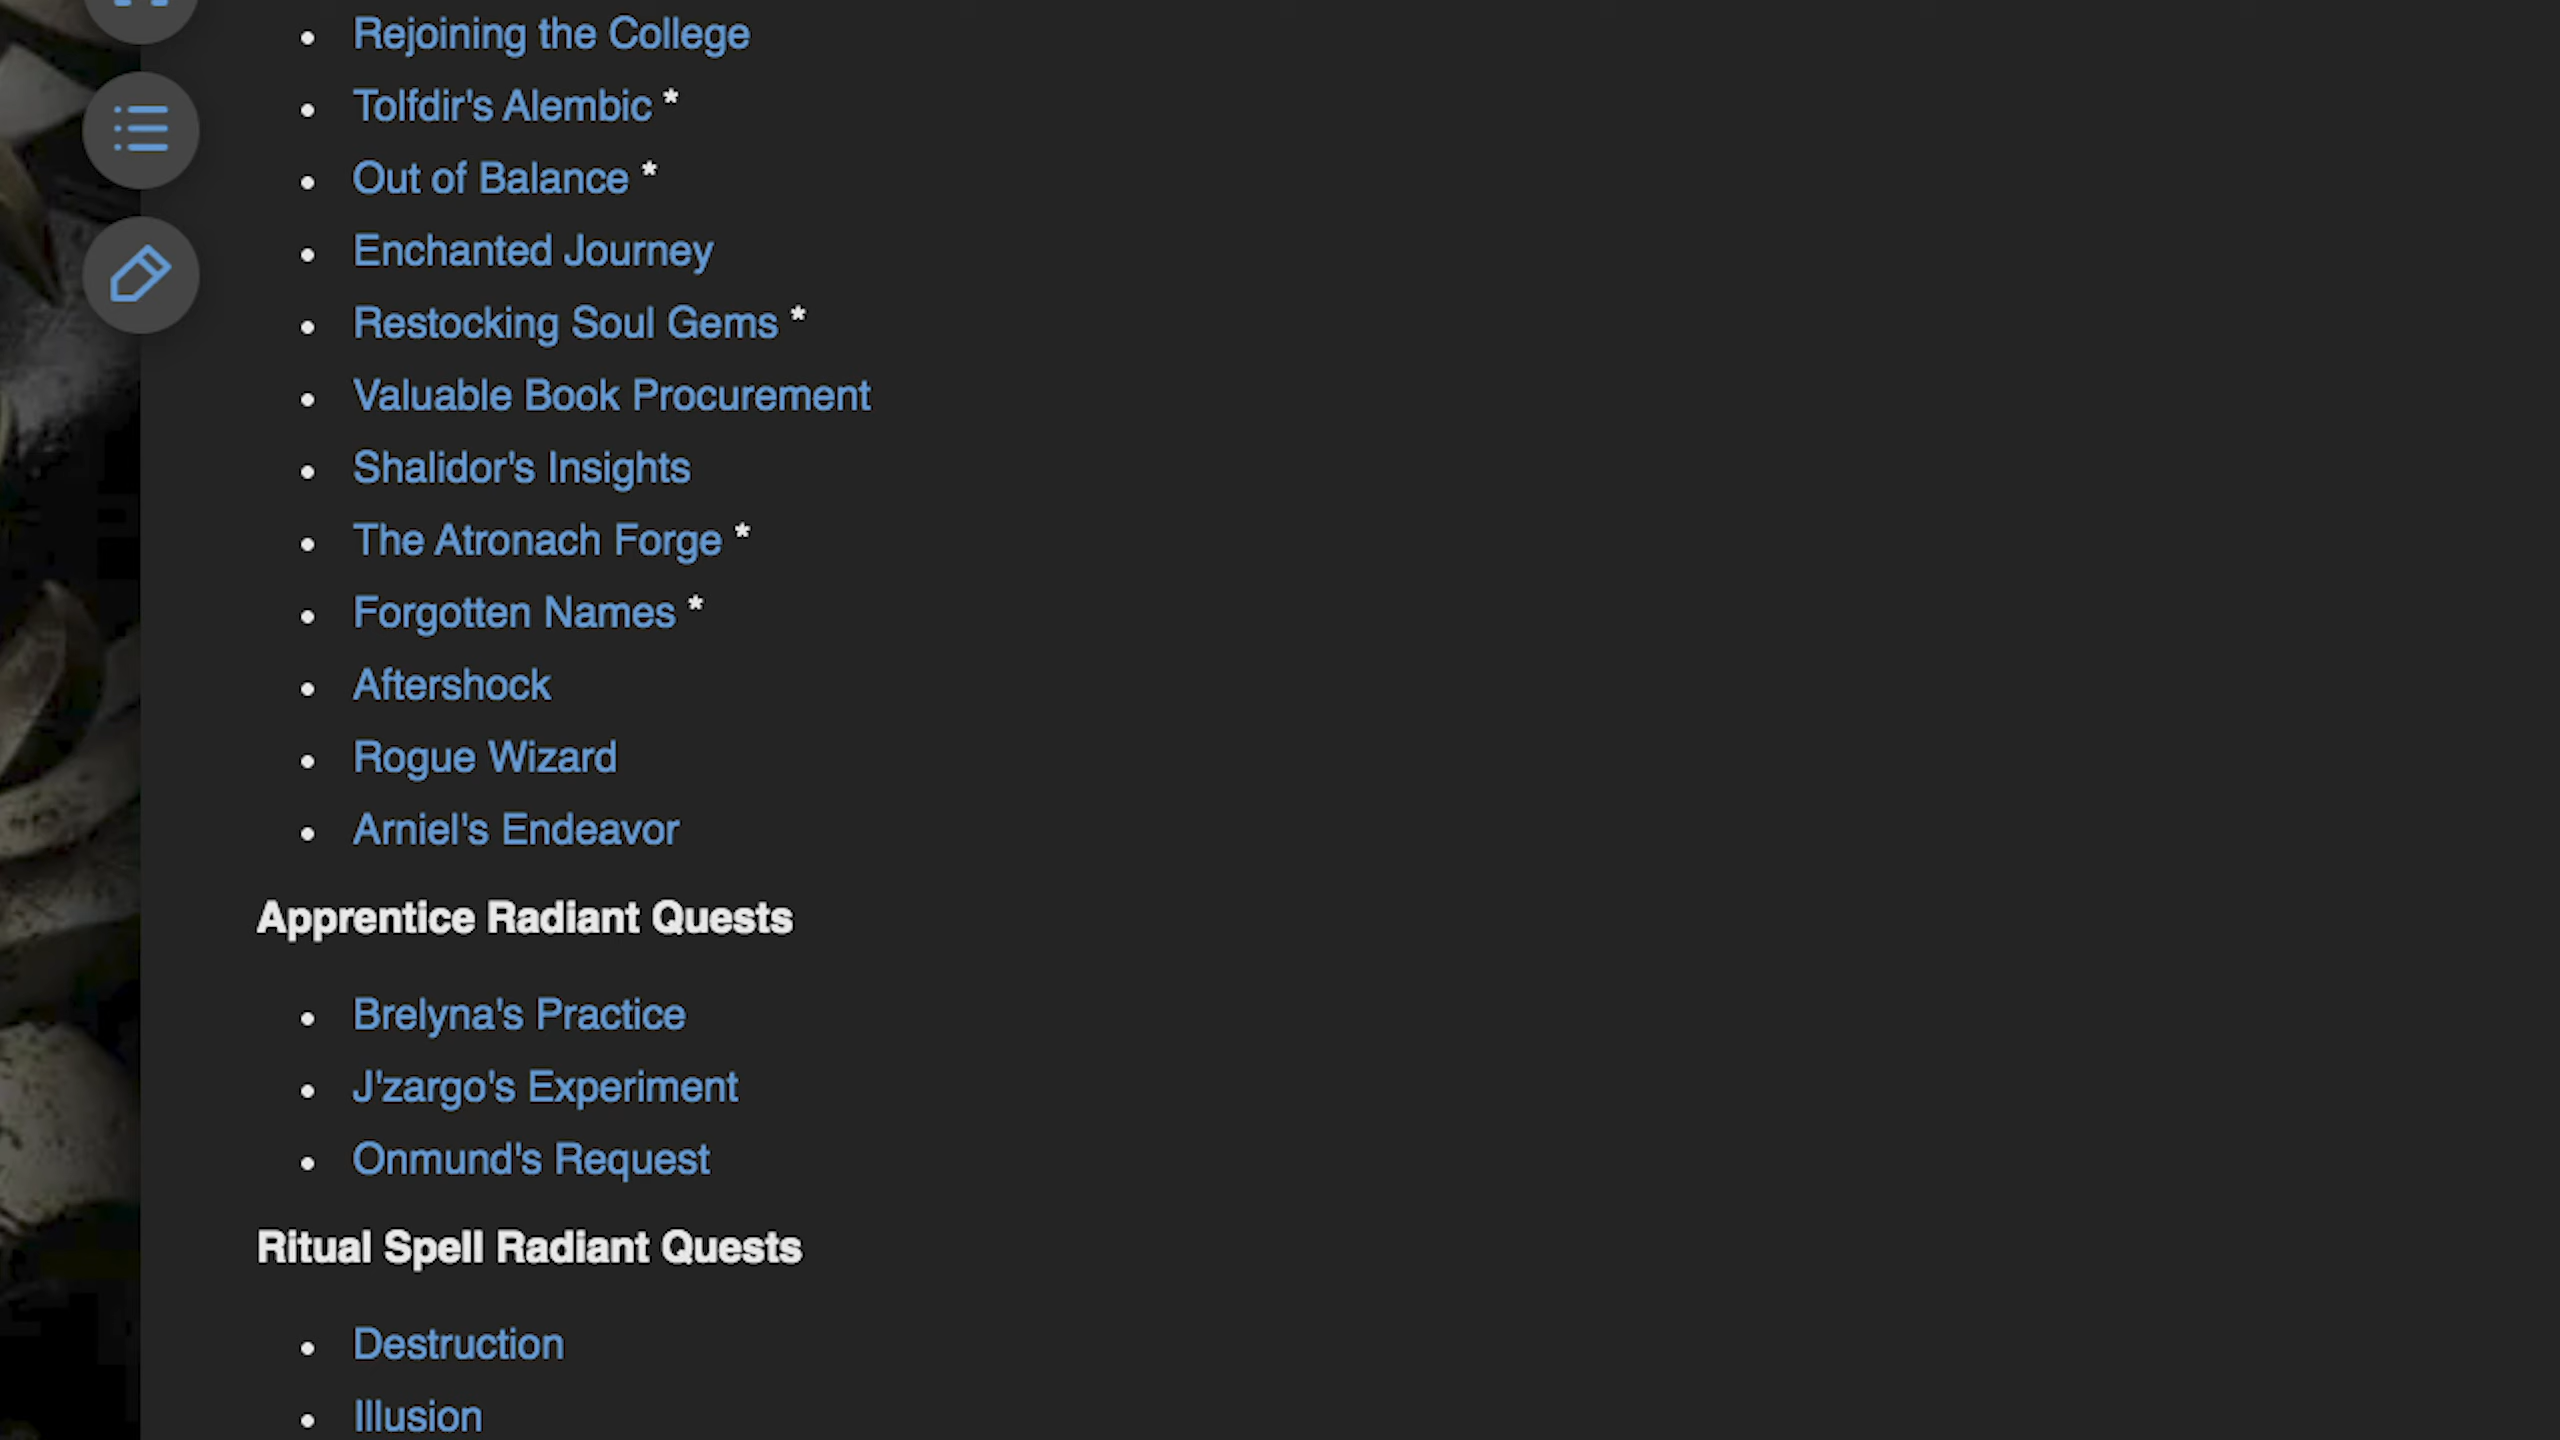 Rejoining the College
Tolfdir's Alembic *
Out of Balance *
Enchanted Journey
Restocking Soul Gems *
Valuable Book Procurement
Shalidor's Insights
The Atronach Forge *
Forgotten Names *
Aftershock
Rogue Wizard
Arniel's Endeavor
Apprentice Radiant Quests
Brelyna's Practice
J'zargo's Experiment
Onmund's Request
Ritual Spell Radiant Quests
Destruction
Illusion